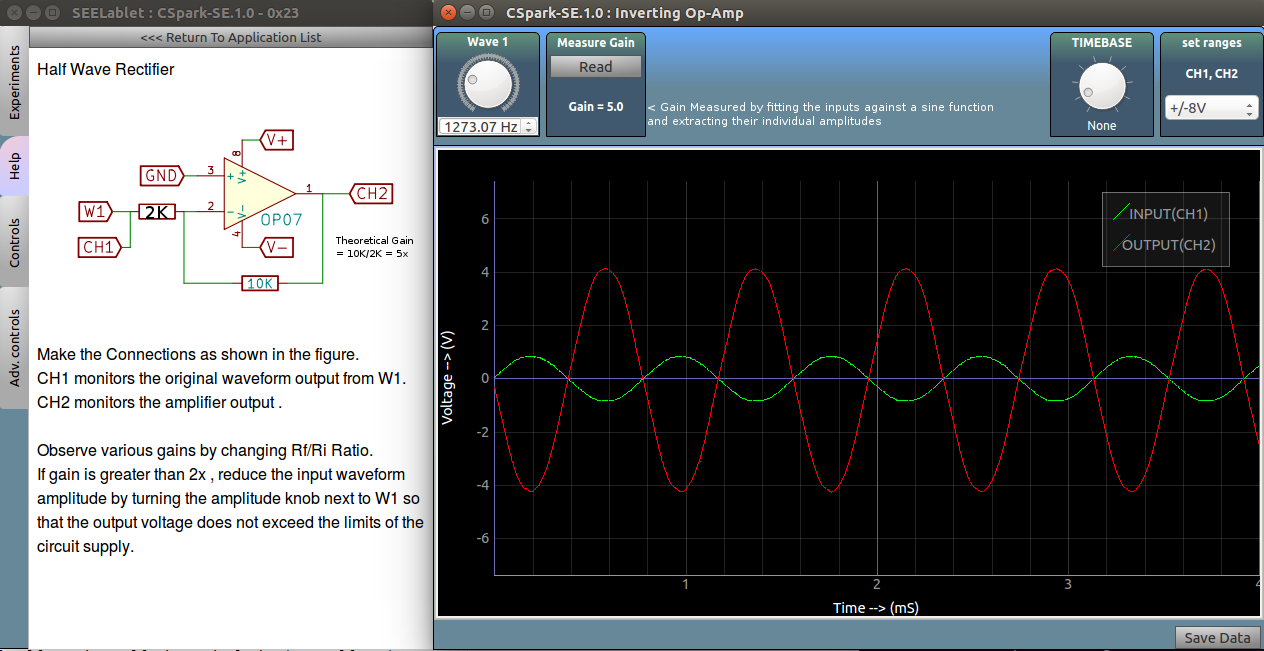 SEELablet : CSpark-SE.1.0 - 0x23
<<< Return To Application List
Experiments
Help
Controls
Adv. controls
Half Wave Rectifier
V+
8
GND
3
+
V+
1
CH2
W1
2K
2
−
V−
OP07
4
CH1
V−
Theoretical Gain
= 10K/2K = 5x
10K
Make the Connections as shown in the figure.
CH1 monitors the original waveform output from W1.
CH2 monitors the amplifier output .
Observe various gains by changing Rf/Ri Ratio.
If gain is greater than 2x , reduce the input waveform
amplitude by turning the amplitude knob next to W1 so
that the output voltage does not exceed the limits of the
circuit supply.
CSpark-SE.1.0 : Inverting Op-Amp
Wave 1
1273.07 Hz
Measure Gain
Read
Gain = 5.0
< Gain Measured by fitting the inputs against a sine function
and extracting their individual amplitudes
TIMEBASE
None
set ranges
CH1, CH2
+/-8V
INPUT(CH1)
OUTPUT(CH2)
Voltage --> (V)
6
4
2
0
-2
-4
-6
1
2
3
4
Time --> (mS)
Save Data